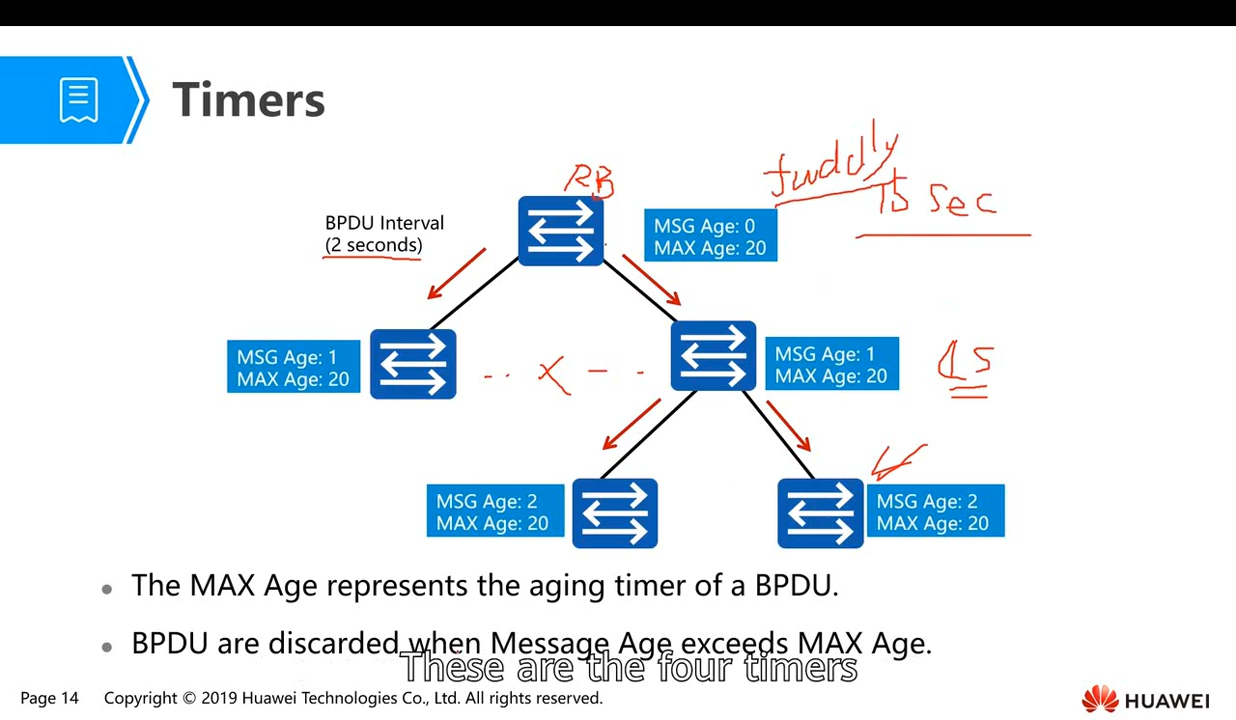 Timers
RB
fwddly
15 sec
BPDU Interval
(2 seconds)
MSG Age: 0
MAX Age: 20
MSG Age: 1
MAX Age: 20
X
MSG Age: 1
MAX Age: 20
MSG Age: 2
MAX Age: 20
MSG Age: 2
MAX Age: 20
• The MAX Age represents the aging timer of a BPDU.
• BPDU are discarded when Message Age exceeds MAX Age.
These are the four timers
Page 14 Copyright © 2019 Huawei Technologies Co., Ltd. All rights reserved.
HUAWEI